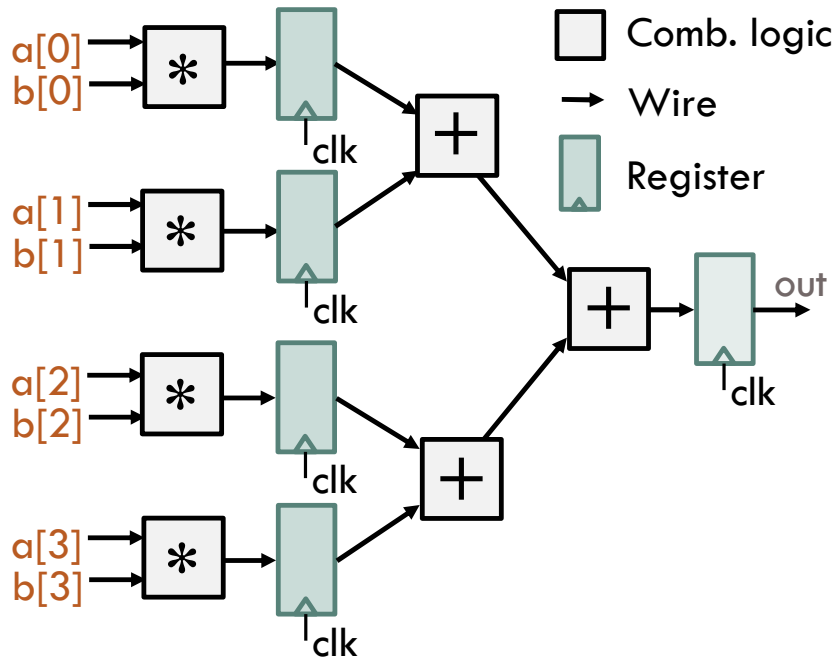 a[0]
b[0]
*
clk
+
Comb. logic
Wire
Register
a[1]
b[1]
*
clk
+
out
clk
a[2]
b[2]
*
clk
+
a[3]
b[3]
*
clk